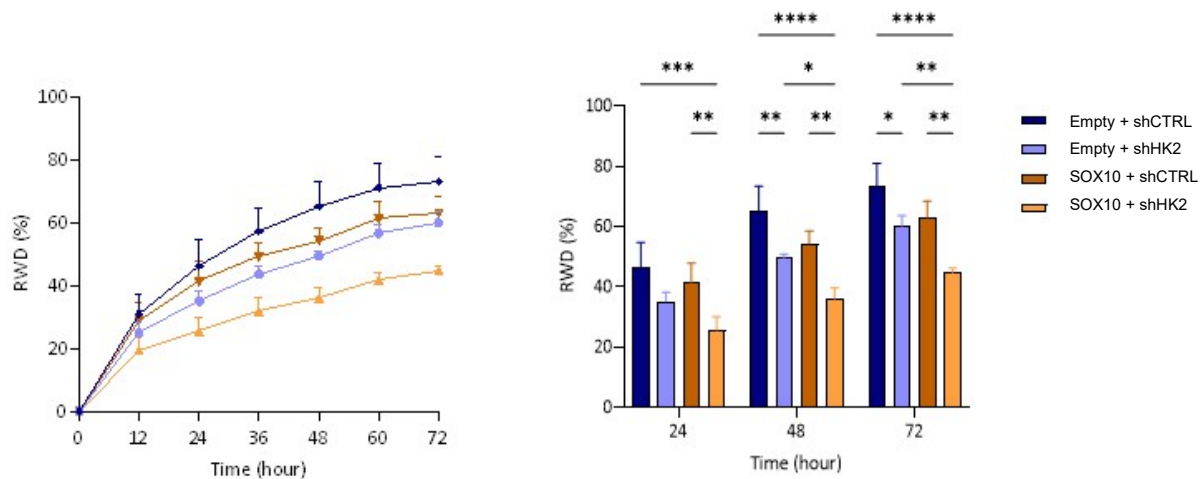 100
80
60
40
20
0
RWD (%)
0 12 24 36 48 60 72
Time (hour)
**** ****
*** * **
** ** ** * **
100
80
60
40
20
0
RWD (%)
24 48 72
Time (hour)
Empty + shCTRL
Empty + shHK2
SOX10 + shCTRL
SOX10 + shHK2